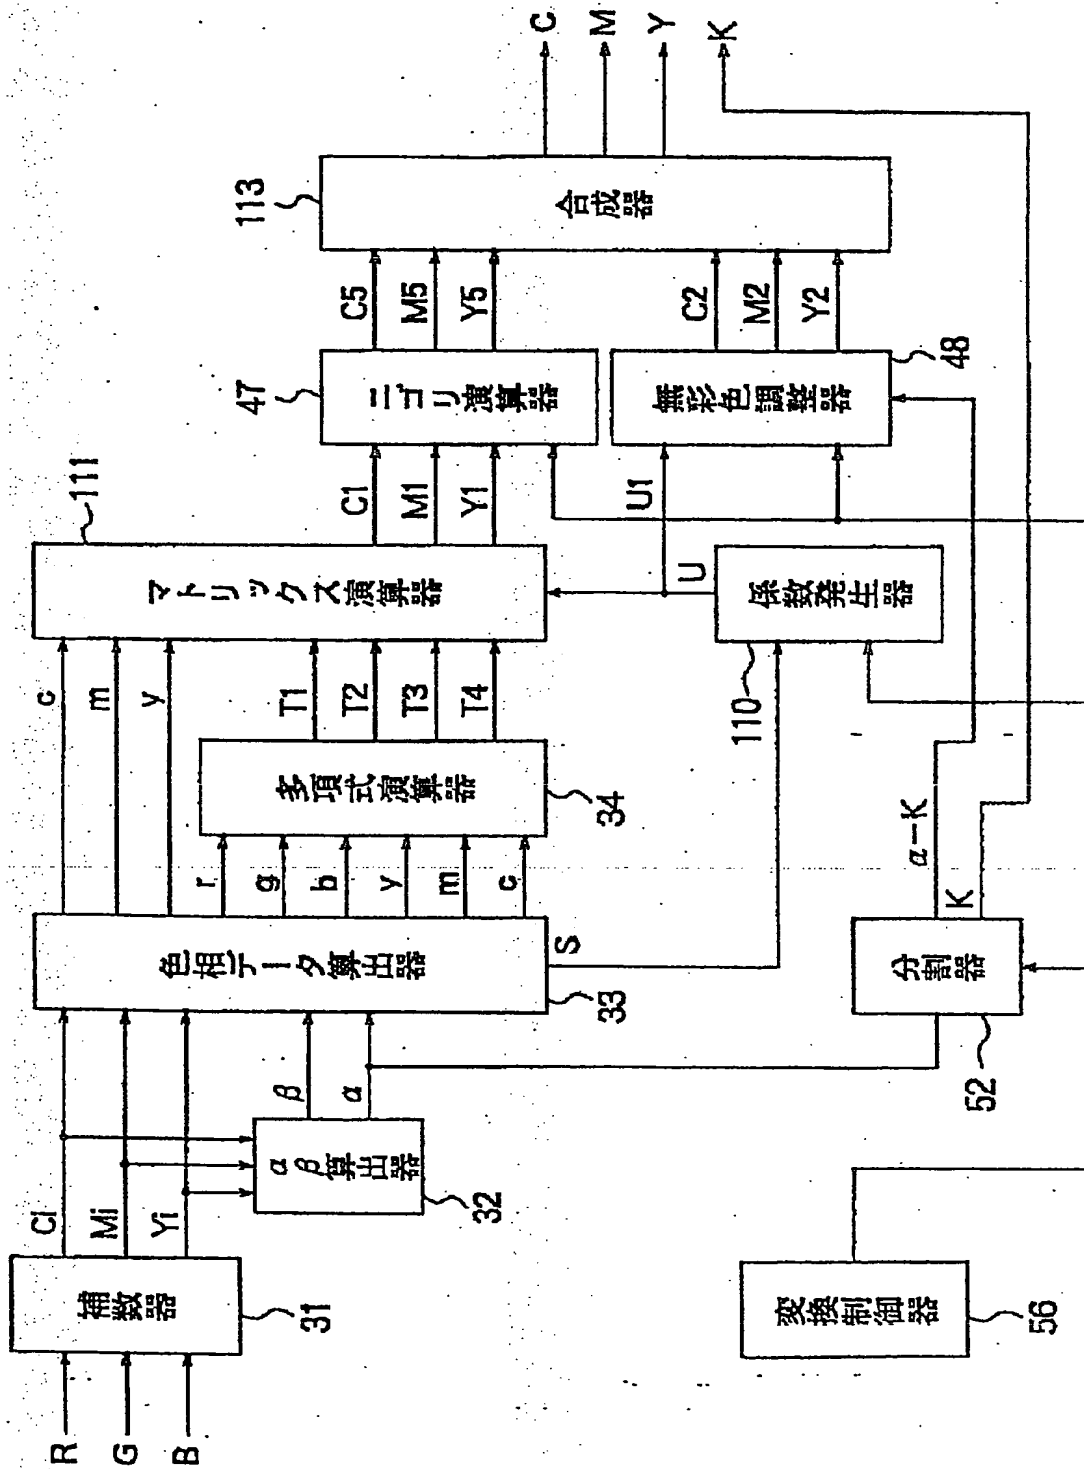 R
G
B
補数器
31
Ci
Mi
Yi
αβ算出器
32
β
α
色相データ算出器
33
S
c
m
y
r
g
b
y
m
c
多項式演算器
34
T1
T2
T3
T4
マトリックス演算器
111
C1
M1
Y1
ニゴリ演算器
47
C5
M5
Y5
合成器
113
C
M
Y
K
係数発生器
110
U
U1
無彩色調整器
48
C2
M2
Y2
分割器
52
α−K
K
変換制御器
56